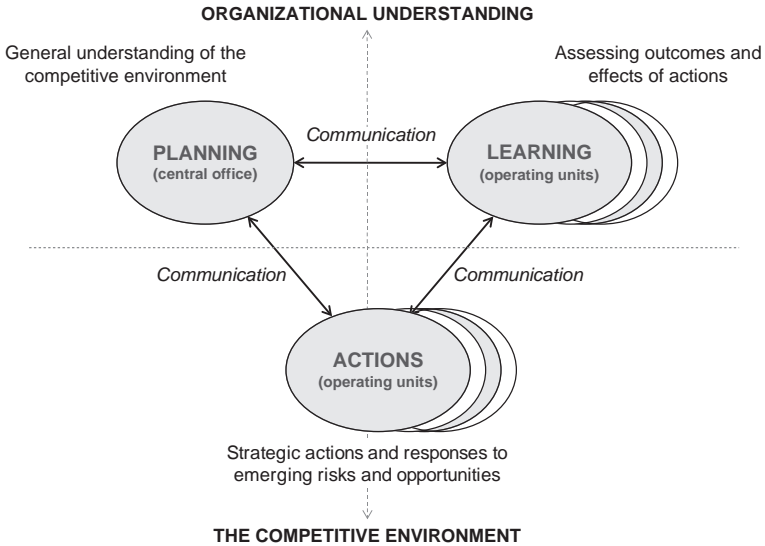 ORGANIZATIONAL UNDERSTANDING
General understanding of the
competitive environment
Assessing outcomes and
effects of actions
Communication
PLANNING
(central office)
LEARNING
(operating units)
Communication
Communication
ACTIONS
(operating units)
Strategic actions and responses to
emerging risks and opportunities
THE COMPETITIVE ENVIRONMENT